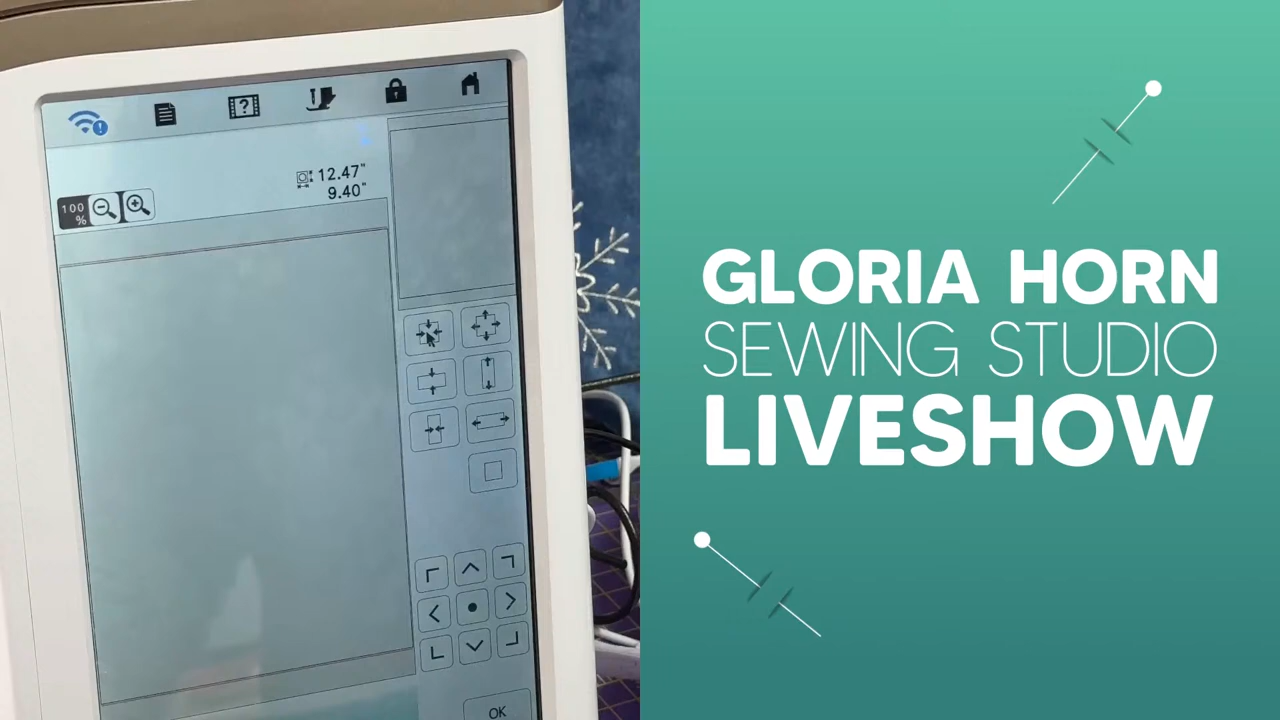 12.47"
9.40"
100
%
OK
GLORIA HORN
SEWING STUDIO
LIVESHOW
?